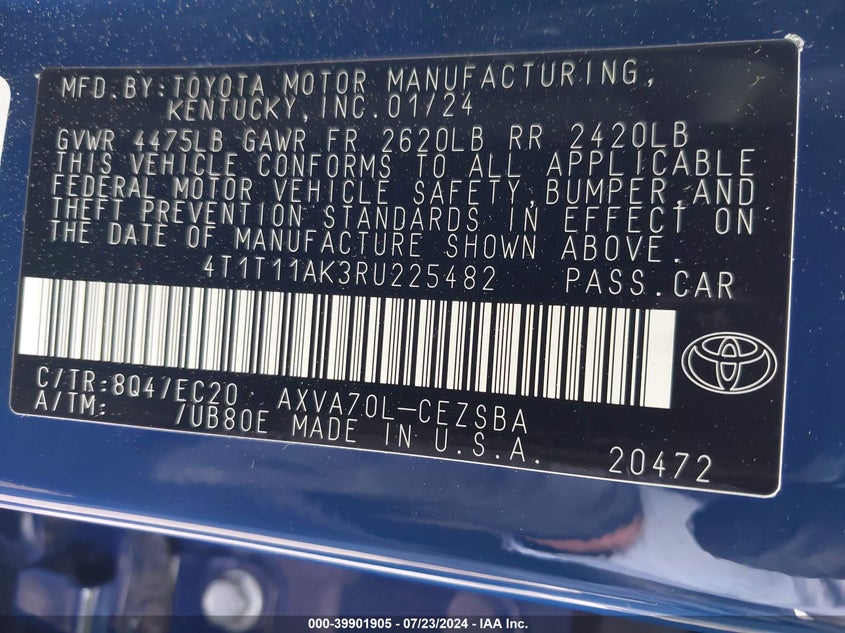 MFD.BY:TOYOTA MOTOR MANUFACTURING,
KENTUCKY,INC.01/24
GVWR 4475LB GAWR FR 2620LB RR 2420LB
THIS VEHICLE CONFORMS TO ALL APPLICABLE
FEDERAL MOTOR VEHICLE SAFETY,BUMPER,AND
THEFT PREVENTION STANDARDS IN EFFECT ON
THE DATE OF MANUFACTURE SHOWN ABOVE.
4T1T11AK3RU225482 PASS.CAR
C/TR:8Q4/EC20 AXVA70L-CEZSBA
A/TM: /UB80E MADE IN U.S.A. 20472
000-39901905 - 07/23/2024 - IAA Inc.